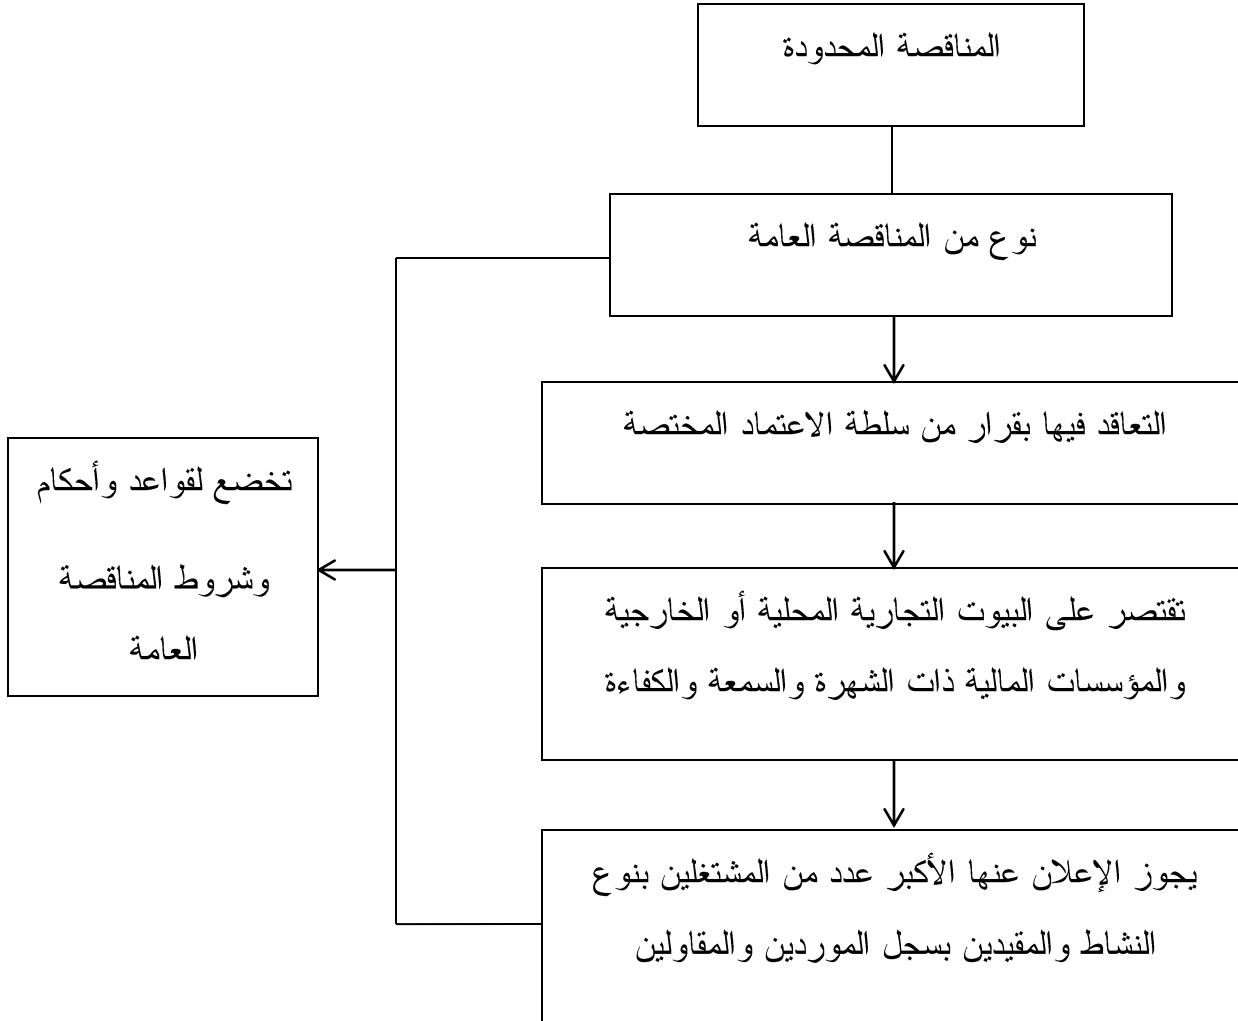 المناقصة المحدودة
نوع من المناقصة العامة
التعاقد فيها بقرار من سلطة الاعتماد المختصة
تقتصر على البيوت التجارية المحلية أو الخارجية
والمؤسسات المالية ذات الشهرة والسمعة والكفاءة
يجوز الإعلان عنها الأكبر عدد من المشتغلين بنوع
النشاط والمقيدين بسجل الموردين والمقاولين
تخضع لقواعد وأحكام
وشروط المناقصة
العامة